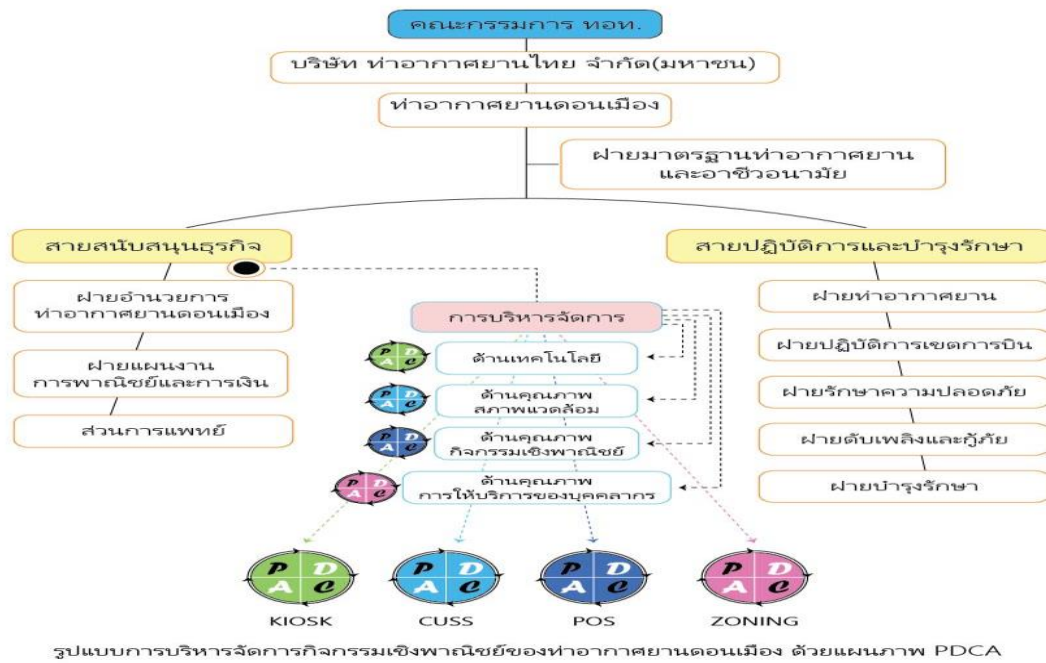 คณะกรรมการ ทอท.
บริษัท ท่าอากาศยานไทย จำกัด(มหาชน)
ท่าอากาศยานดอนเมือง
ฝ่ายมาตรฐานท่าอากาศยาน
และอาชีวอนามัย
สายสนับสนุนธุรกิจ
ฝ่ายอำนวยการ
ท่าอากาศยานดอนเมือง
ฝ่ายแผนงาน
การพาณิชย์และการเงิน
ส่วนการแพทย์
การบริหารจัดการ
P D
A C
ด้านเทคโนโลยี
P D
A C
ด้านคุณภาพ
สภาพแวดล้อม
P D
A C
ด้านคุณภาพ
กิจกรรมเชิงพาณิชย์
P D
A C
ด้านคุณภาพ
การให้บริการของบุคคลากร
สายปฏิบัติการและบำรุงรักษา
ฝ่ายท่าอากาศยาน
ฝ่ายปฏิบัติการเขตการบิน
ฝ่ายรักษาความปลอดภัย
ฝ่ายดับเพลิงและกู้ภัย
ฝ่ายบำรุงรักษา
P D
A C
KIOSK
P D
A C
CUSS
P D
A C
POS
P D
A C
ZONING
รูปแบบการบริหารจัดการกิจกรรมเชิงพาณิชย์ของท่าอากาศยานดอนเมือง ด้วยแผนภาพ PDCA